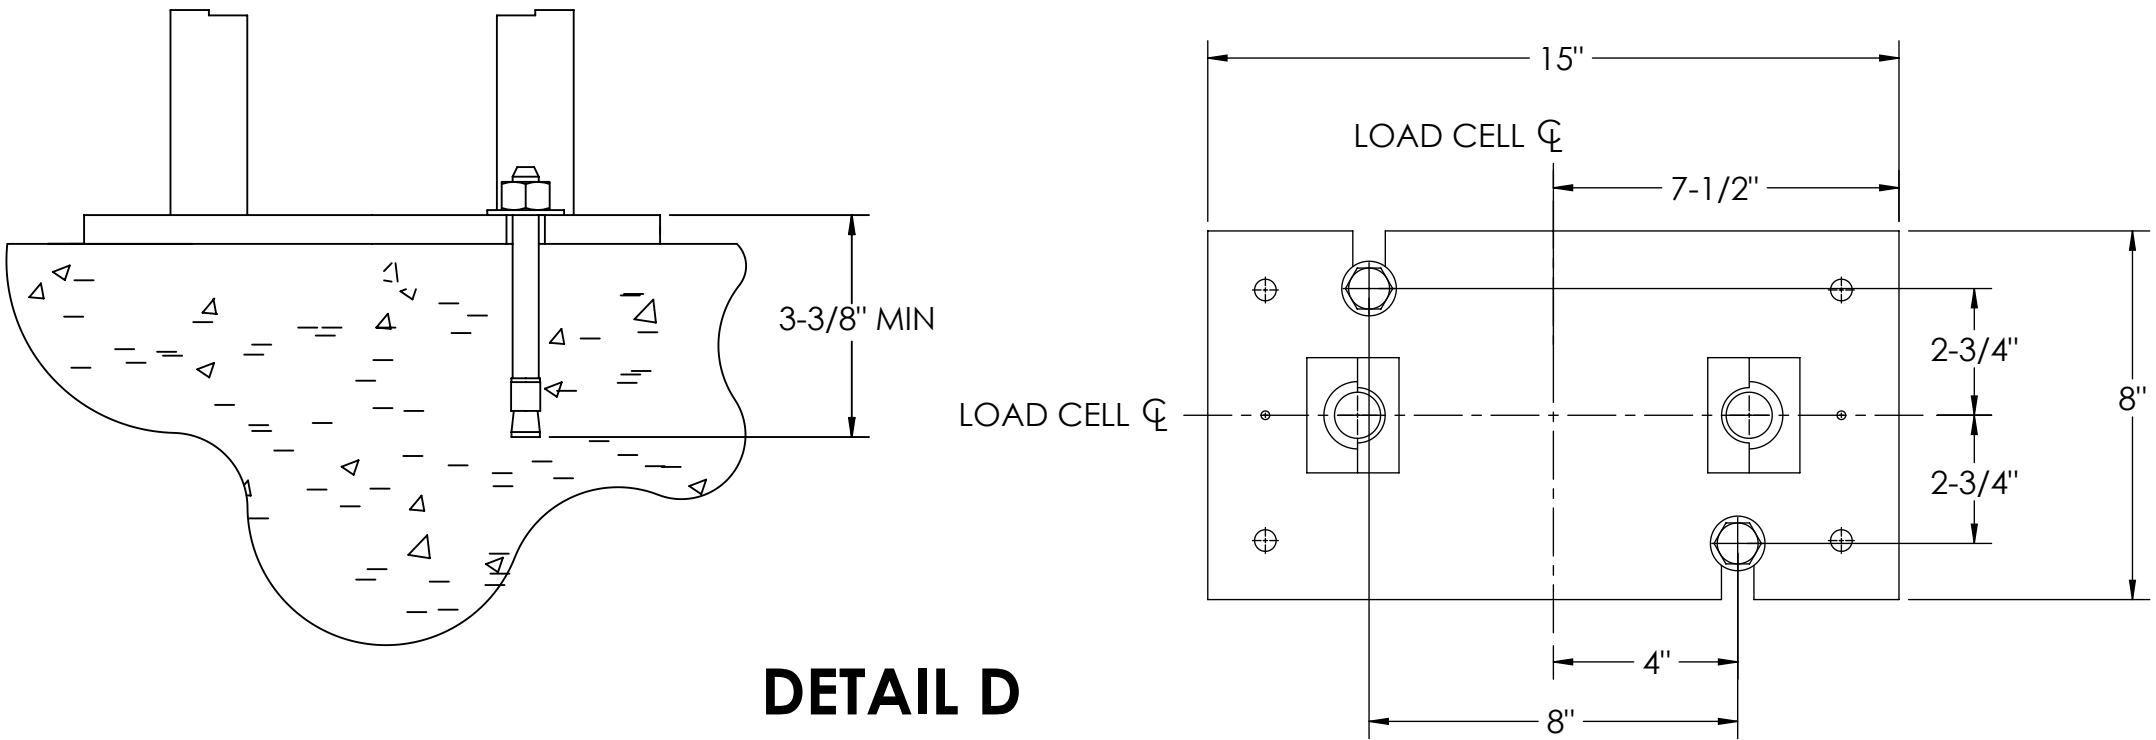 15"
LOAD CELL ℄
7-1/2"
3-3/8" MIN
2-3/4"
8"
LOAD CELL ℄
2-3/4"
4"
DETAIL D
8"